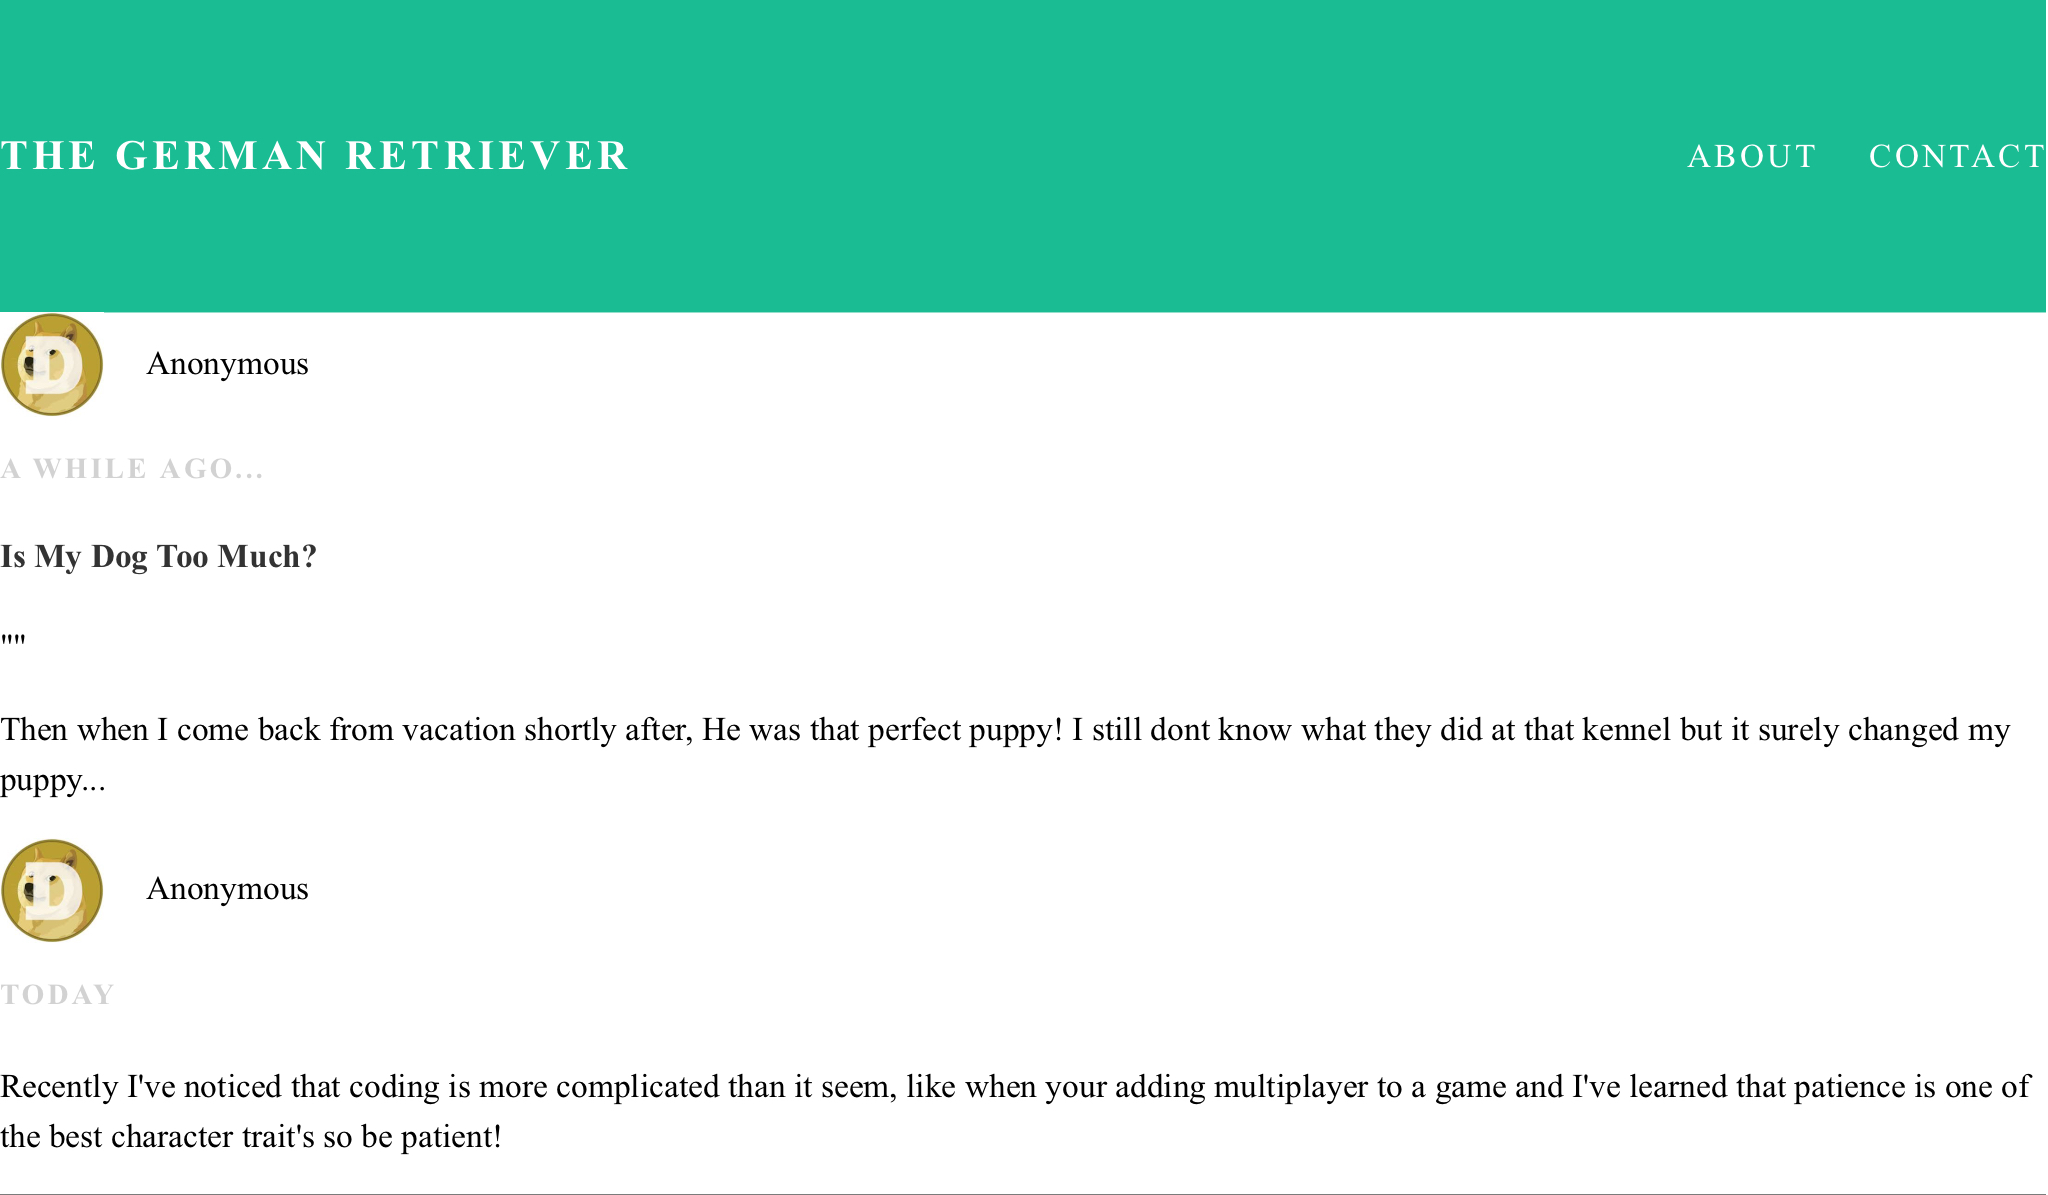 THE GERMAN RETRIEVER
ABOUT CONTACT
D
Anonymous
A WHILE AGO...
Is My Dog Too Much?
""
Then when I come back from vacation shortly after, He was that perfect puppy! I still dont know what they did at that kennel but it surely changed my
puppy...
D
Anonymous
TODAY
Recently I've noticed that coding is more complicated than it seem, like when your adding multiplayer to a game and I've learned that patience is one of
the best character trait's so be patient!